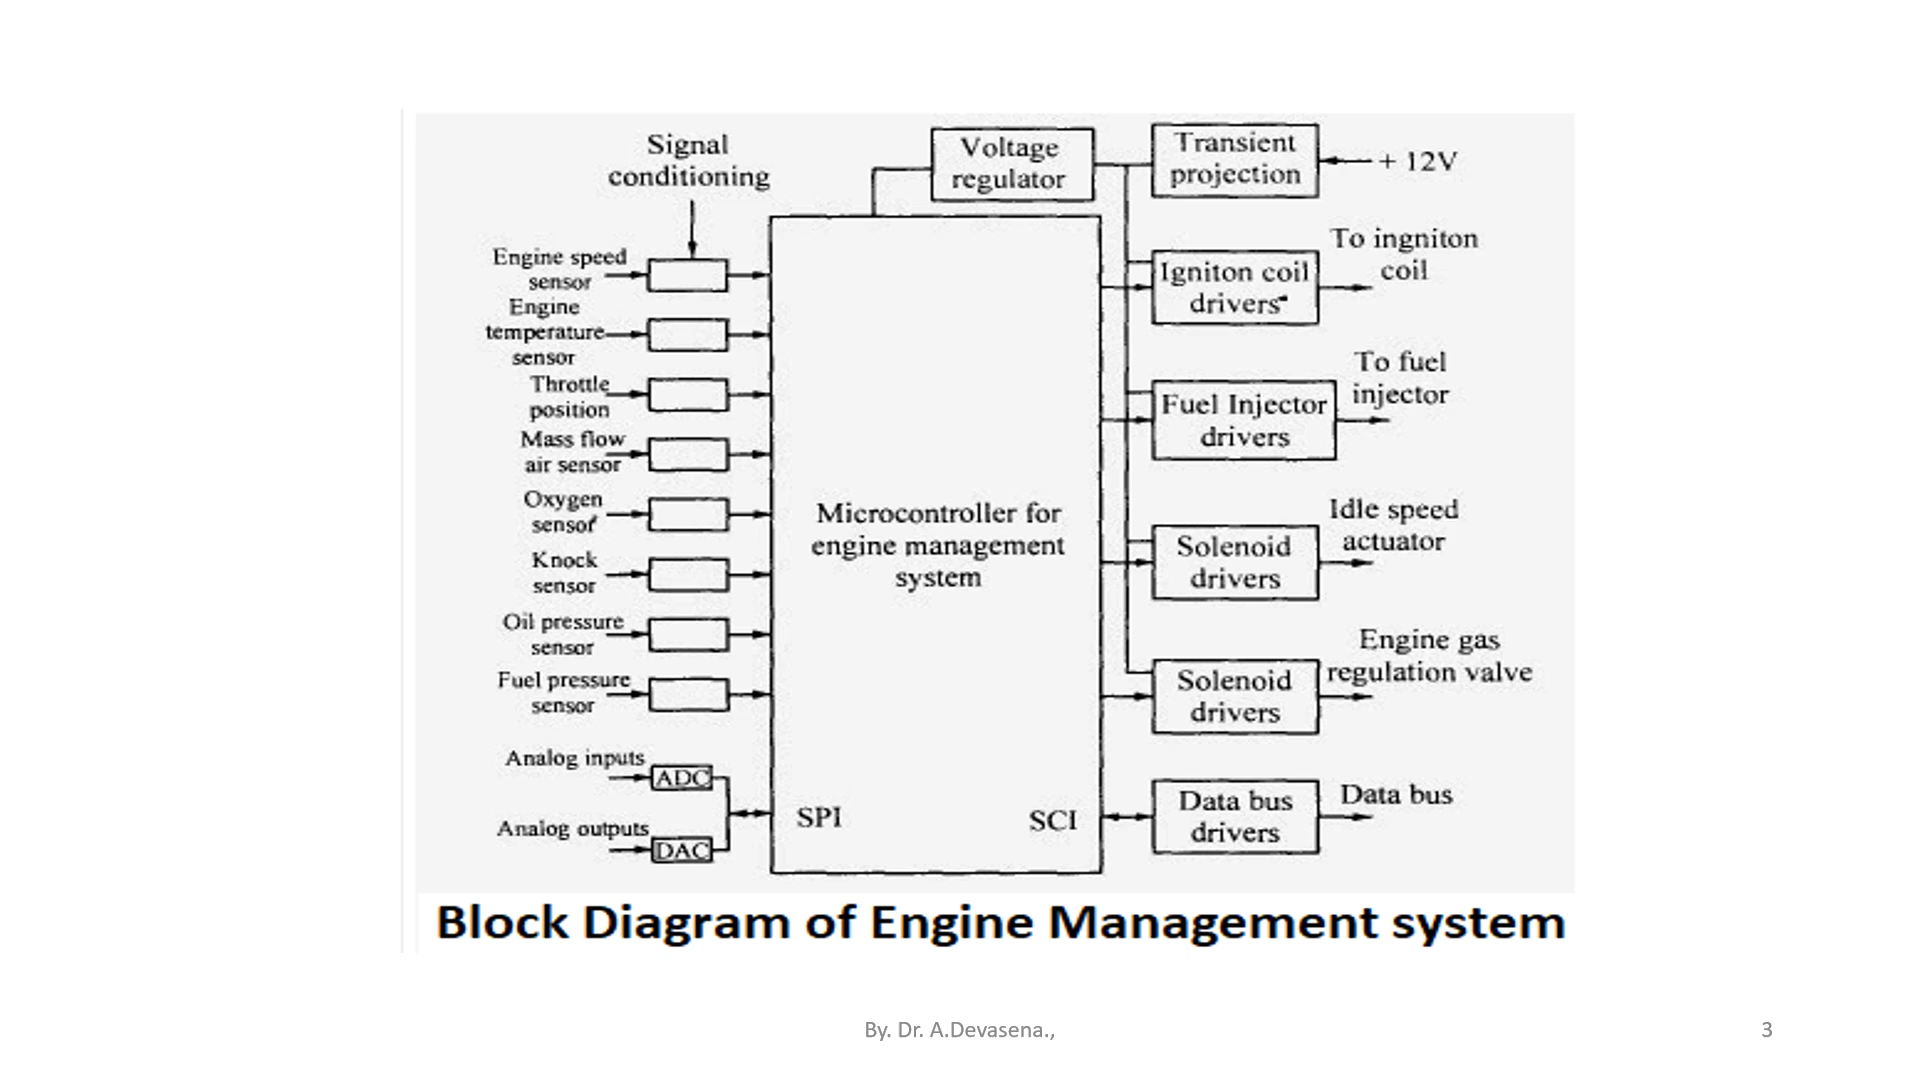 Signal
conditioning
Voltage
regulator
Transient
projection
+ 12V
Engine speed
sensor
Engine
temperature
sensor
Throttle
position
Mass flow
air sensor
Oxygen
sensor
Knock
sensor
Oil pressure
sensor
Fuel pressure
sensor
Analog inputs
ADC
Analog outputs
DAC
Microcontroller for
engine management
system
SPI
SCI
Igniton coil
drivers
To ingniton
coil
Fuel Injector
drivers
To fuel
injector
Solenoid
drivers
Idle speed
actuator
Solenoid
drivers
Engine gas
regulation valve
Data bus
drivers
Data bus
Block Diagram of Engine Management system
By. Dr. A.Devasena.,
3